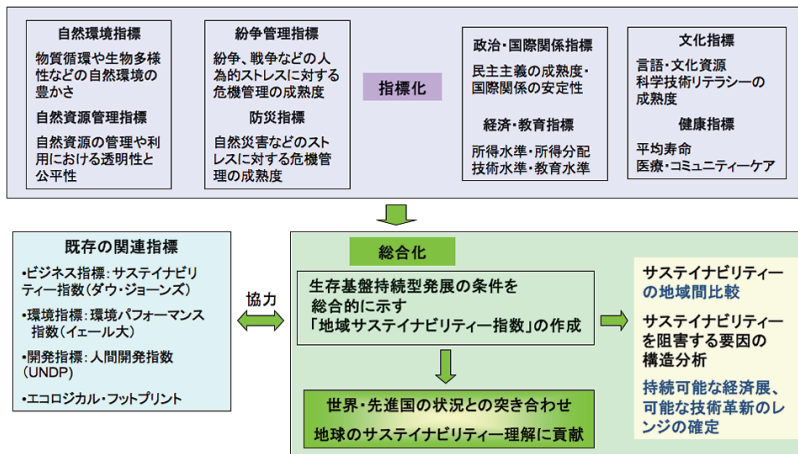 自然環境指標
物質循環や生物多様
性などの自然環境の
豊かさ
自然資源管理指標
自然資源の管理や利
用における透明性と
公平性
紛争管理指標
紛争、戦争などの人
為的ストレスに対する
危機管理の成熟度
防災指標
自然災害などのスト
レスに対する危機管
理の成熟度
指標化
政治・国際関係指標
民主主義の成熟度・
国際関係の安定性
経済・教育指標
所得水準・所得分配
技術水準・教育水準
文化指標
言語・文化資源
科学技術リテラシーの
成熟度
健康指標
平均寿命
医療・コミュニティーケア
既存の関連指標
•ビジネス指標：サステイナビリ
ティー指数（ダウ・ジョーンズ）
•環境指標：環境パフォーマンス
指数（イェール大）
•開発指標：人間開発指数
（UNDP）
•エコロジカル・フットプリント
協力
総合化
生存基盤持続型発展の条件を
総合的に示す
「地域サステイナビリティー指数」の作成
世界・先進国の状況との突き合わせ
地球のサステイナビリティー理解に貢献
サステイナビリティー
の地域間比較
サステイナビリティー
を阻害する要因の
構造分析
持続可能な経済展、
可能な技術革新のレ
ンジの確定